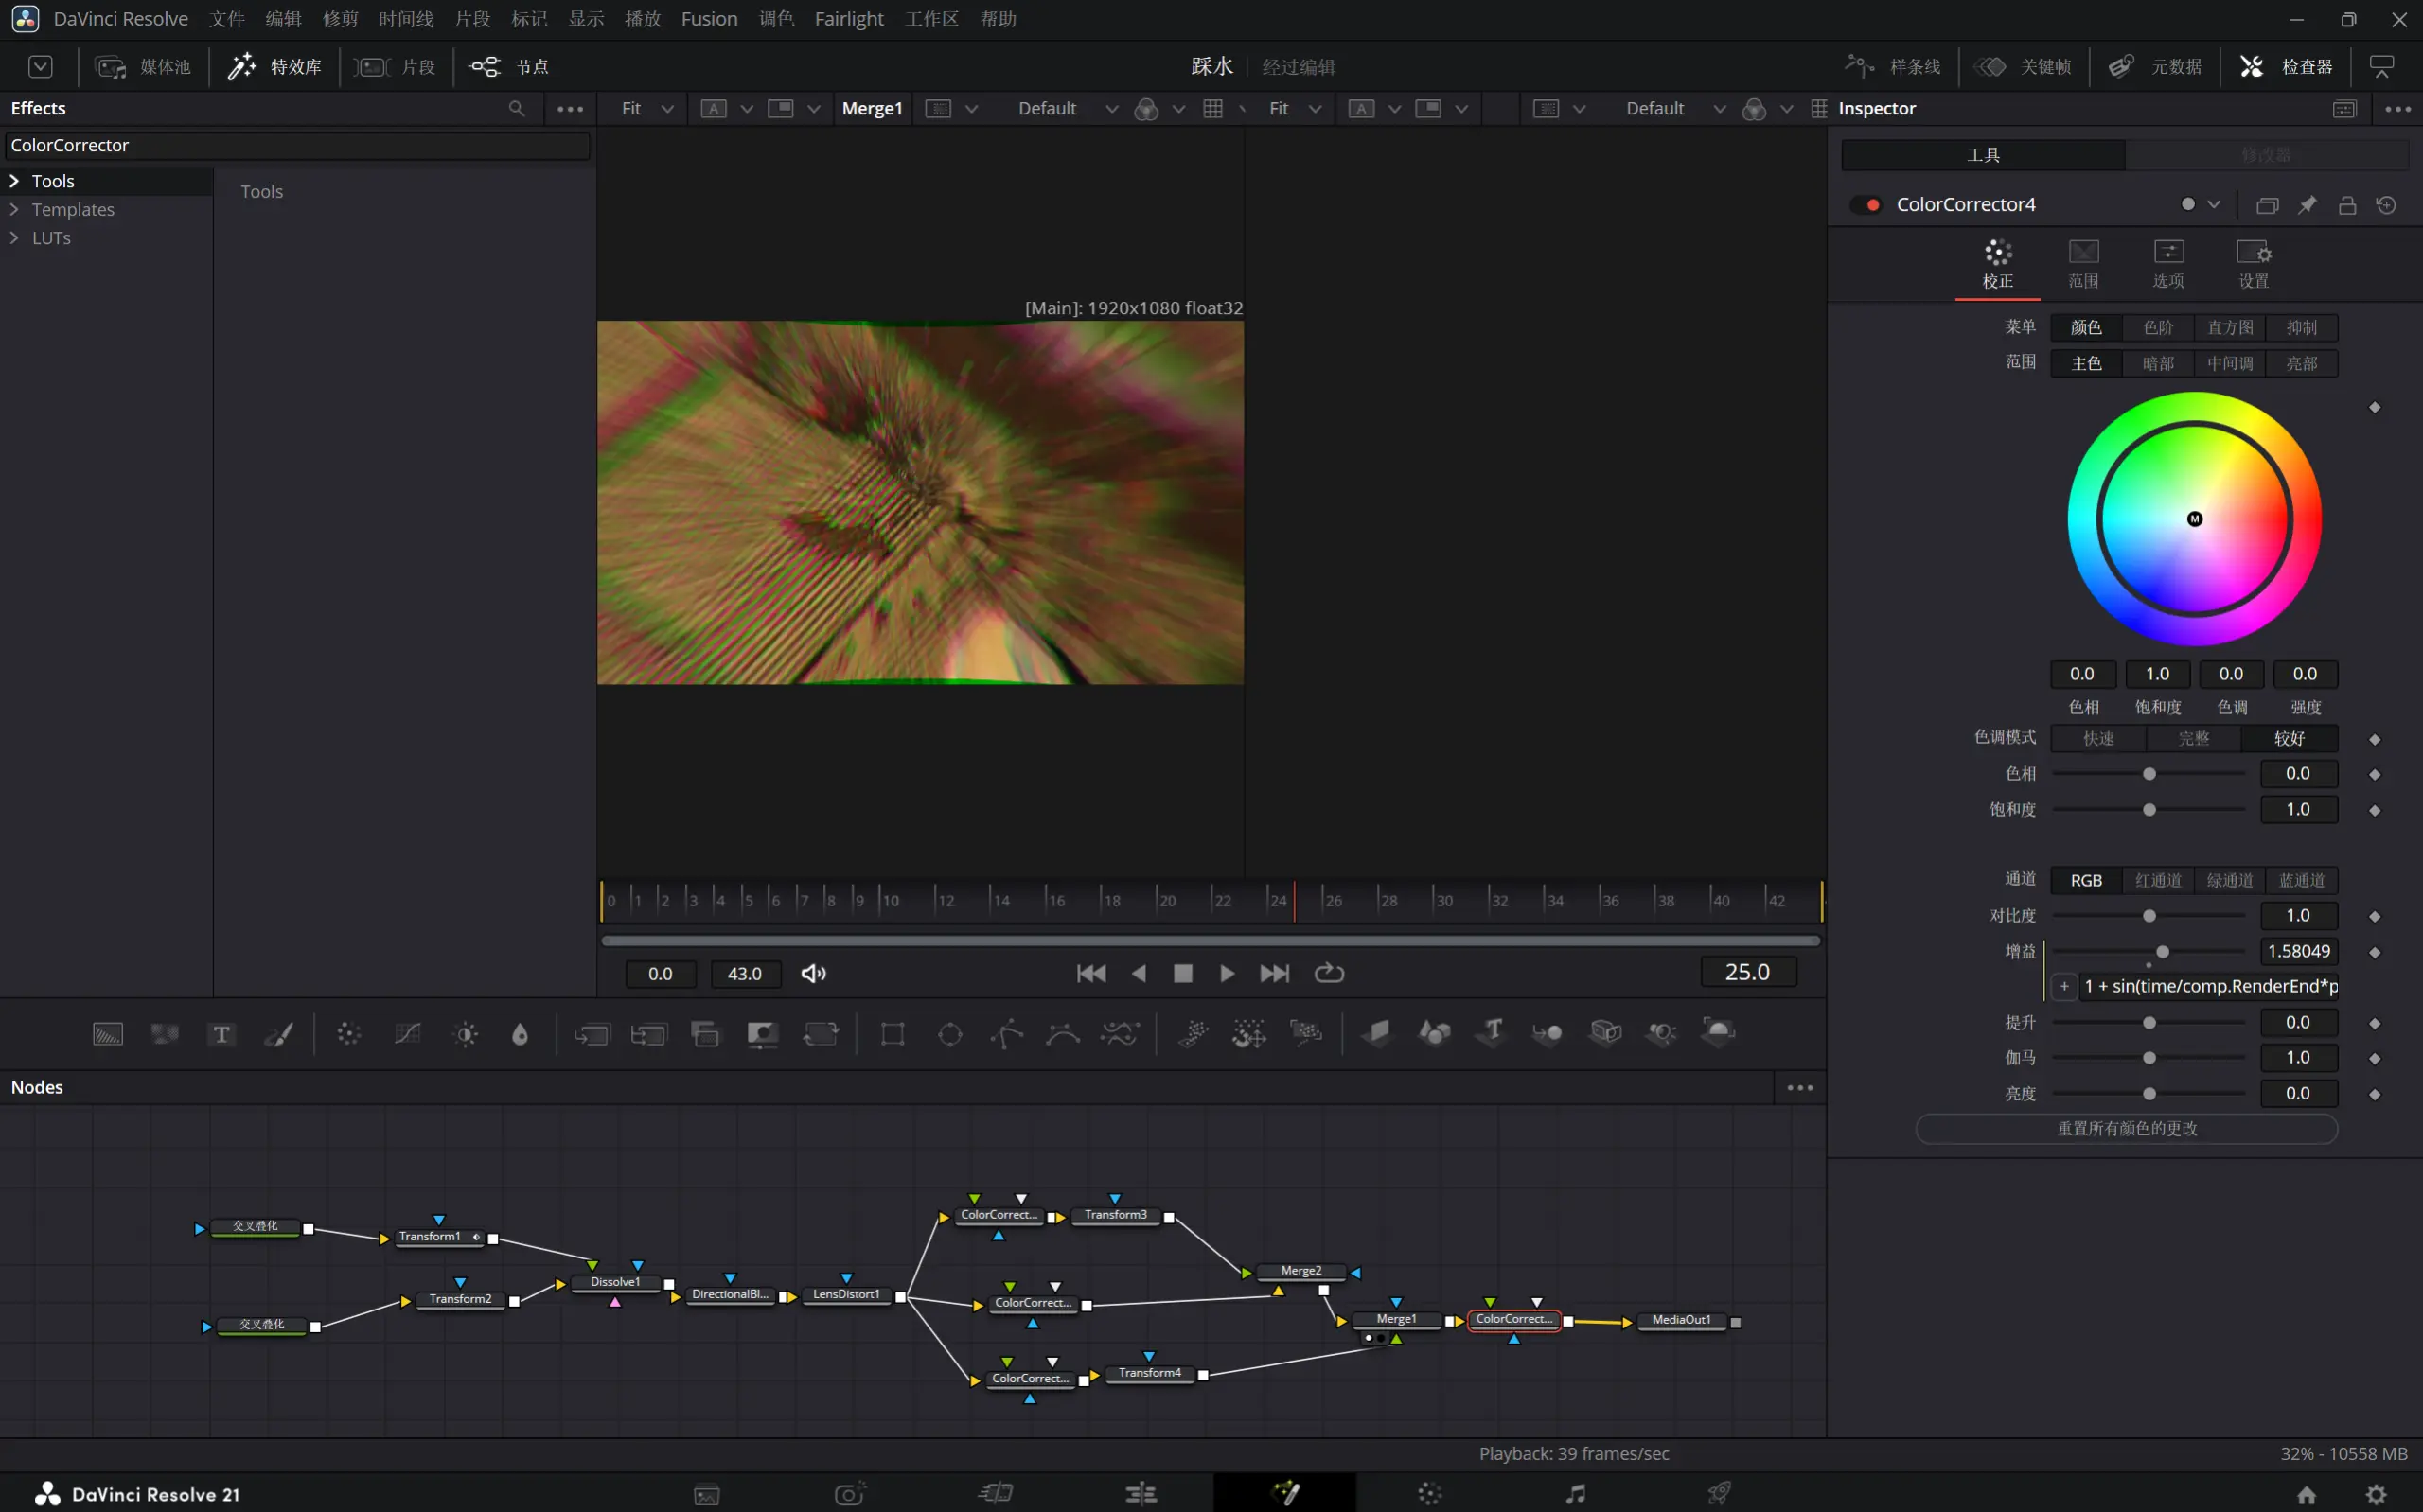 DaVinci Resolve 文件 编辑 修剪 时间线 片段 标记 显示 播放 Fusion 调色 Fairlight 工作区 帮助
媒体池 特效库 片段 节点 踩水 经过编辑 样条线 关键帧 元数据 检查器
Effects Fit A Merge1 Default Fit A Default Inspector
ColorCorrector
Tools
Templates
LUTs
Tools
[Main]: 1920x1080 float32
工具 修改器
ColorCorrector4
校正 范围 选项 设置
菜单 颜色 色阶 直方图 抑制
范围 主色 暗部 中间调 亮部
M
0.0 1.0 0.0 0.0
色相 饱和度 色调 强度
色调模式 快速 完整 较好
色相 0.0
饱和度 1.0
通道 RGB 红通道 绿通道 蓝通道
对比度 1.0
增益 1.58049
+ 1 + sin(time/comp.RenderEnd*p
提升 0.0
伽马 1.0
亮度 0.0
重置所有颜色的更改
0 1 2 3 4 5 6 7 8 9 10 12 14 16 18 20 22 24 26 28 30 32 34 36 38 40 42
0.0 43.0 25.0
T T
Nodes
ColorCorrect... Transform3
交叉叠化 Transform1
Merge2
Dissolve1
DirectionalBl... LensDistort1
Transform2 ColorCorrect...
交叉叠化
Merge1 ColorCorrect... MediaOut1
ColorCorrect... Transform4
Playback: 39 frames/sec 32% - 10558 MB
DaVinci Resolve 21